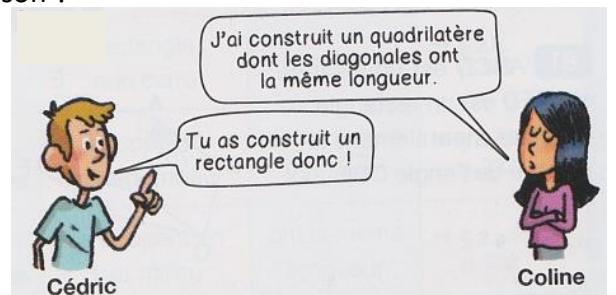 son ?
J'ai construit un quadrilatère
dont les diagonales ont
la même longueur.
Tu as construit un
rectangle donc !
Cédric
Coline